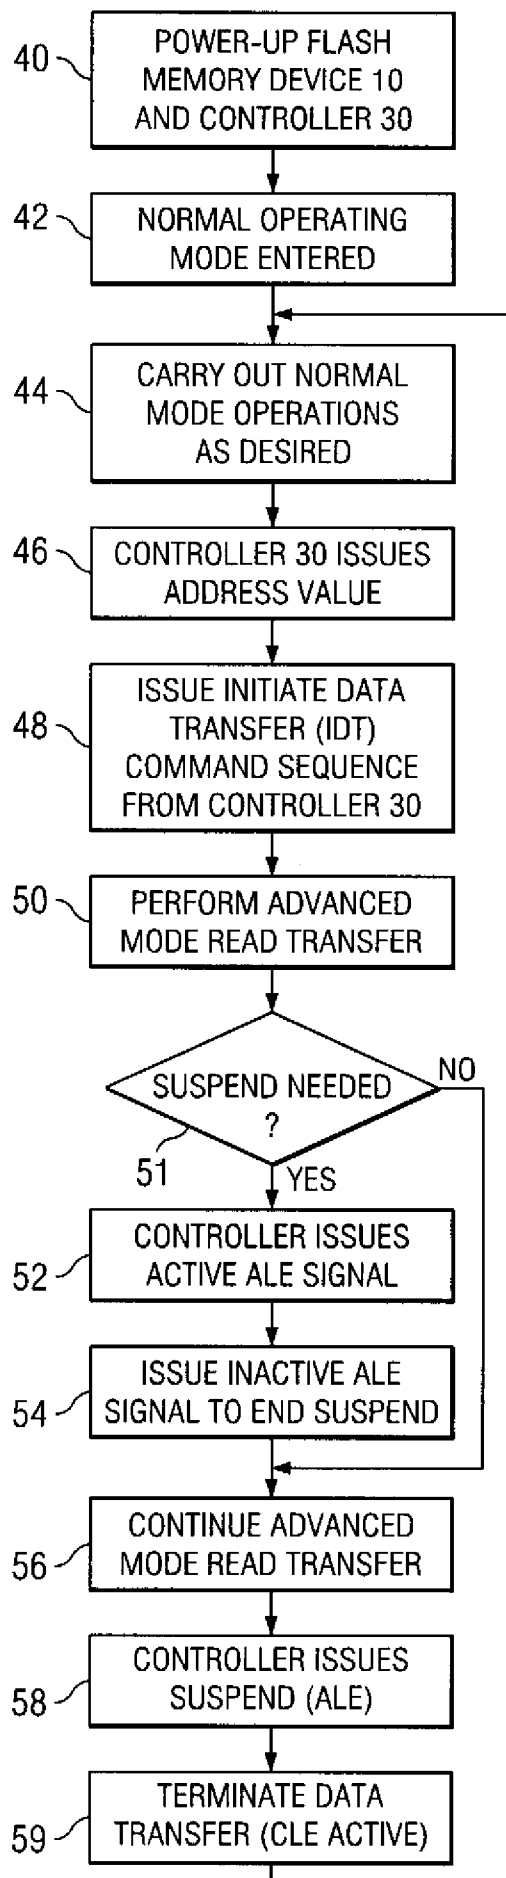 40
POWER-UP FLASH
MEMORY DEVICE 10
AND CONTROLLER 30
42
NORMAL OPERATING
MODE ENTERED
44
CARRY OUT NORMAL
MODE OPERATIONS
AS DESIRED
46
CONTROLLER 30 ISSUES
ADDRESS VALUE
48
ISSUE INITIATE DATA
TRANSFER (IDT)
COMMAND SEQUENCE
FROM CONTROLLER 30
50
PERFORM ADVANCED
MODE READ TRANSFER
SUSPEND NEEDED
?
NO
51
YES
52
CONTROLLER ISSUES
ACTIVE ALE SIGNAL
54
ISSUE INACTIVE ALE
SIGNAL TO END SUSPEND
56
CONTINUE ADVANCED
MODE READ TRANSFER
58
CONTROLLER ISSUES
SUSPEND (ALE)
59
TERMINATE DATA
TRANSFER (CLE ACTIVE)